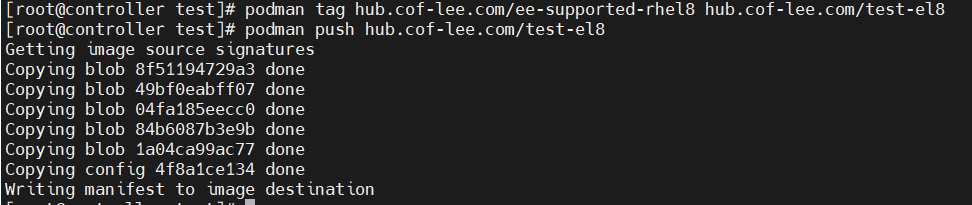 [root@controller test]# podman tag hub.cof-lee.com/ee-supported-rhel8 hub.cof-lee.com/test-el8
[root@controller test]# podman push hub.cof-lee.com/test-el8
Getting image source signatures
Copying blob 8f51194729a3 done
Copying blob 49bf0eabff07 done
Copying blob 04fa185eecc0 done
Copying blob 84b6087b3e9b done
Copying blob 1a04ca99ac77 done
Copying config 4f8a1ce134 done
Writing manifest to image destination
[root@controller test]#